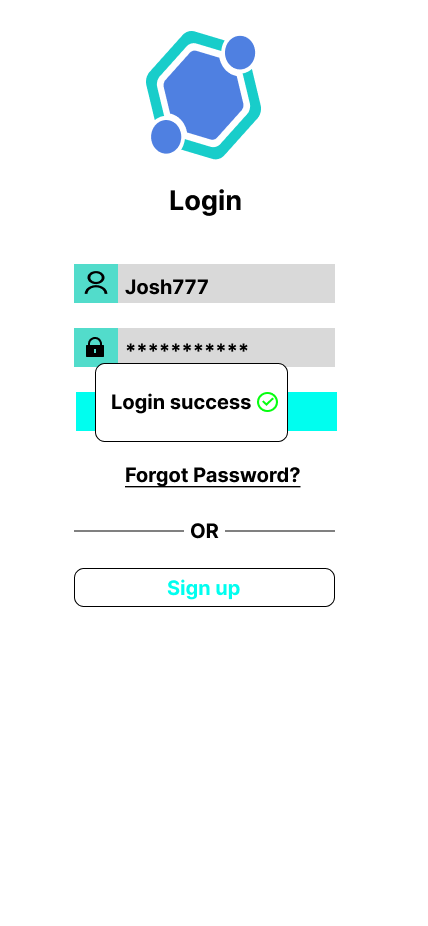 Login
Josh777
***********
Login success
Forgot Password?
OR
Sign up